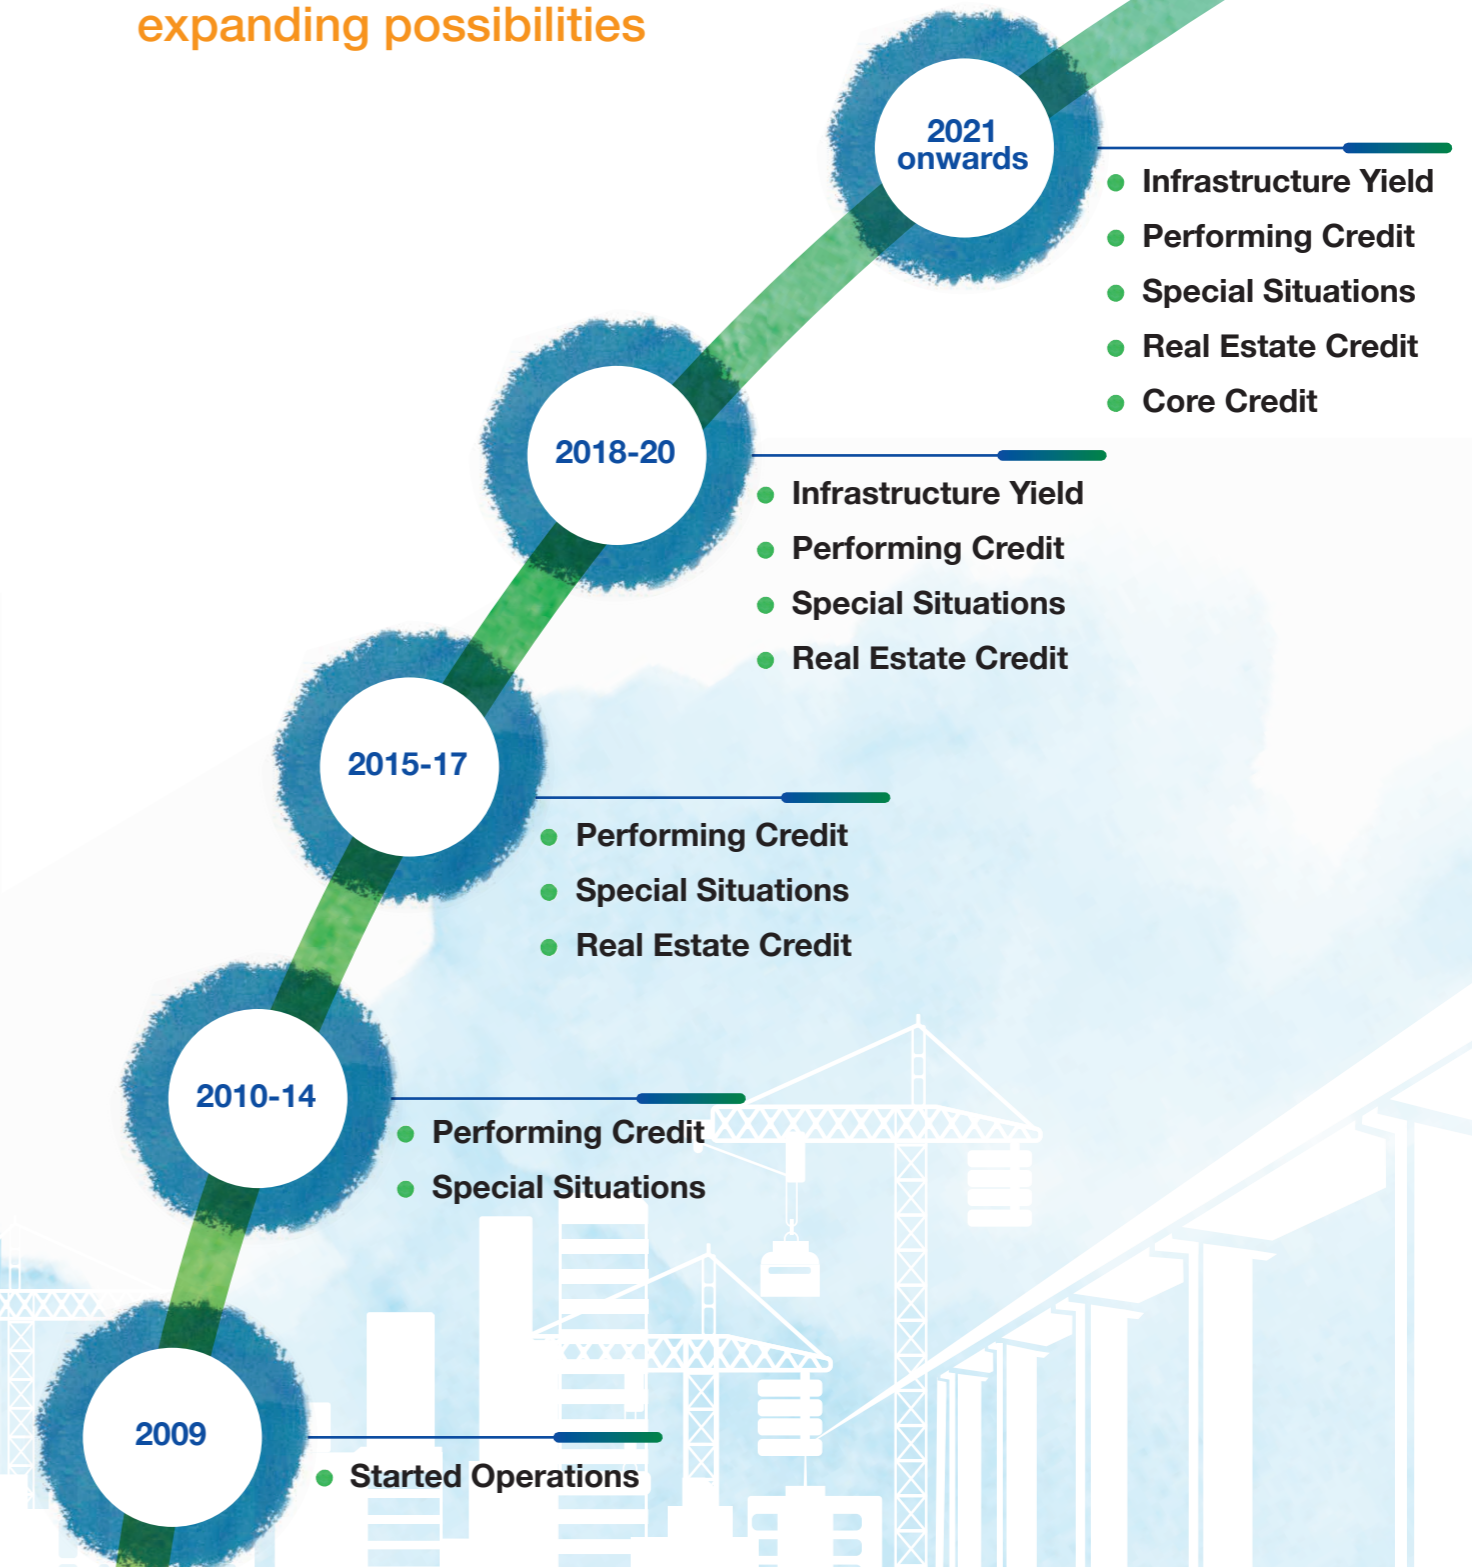 expanding possibilities
2021
onwards
Infrastructure Yield
Performing Credit
Special Situations
Real Estate Credit
Core Credit
2018-20
Infrastructure Yield
Performing Credit
Special Situations
Real Estate Credit
2015-17
Performing Credit
Special Situations
Real Estate Credit
2010-14
Performing Credit
Special Situations
2009
Started Operations